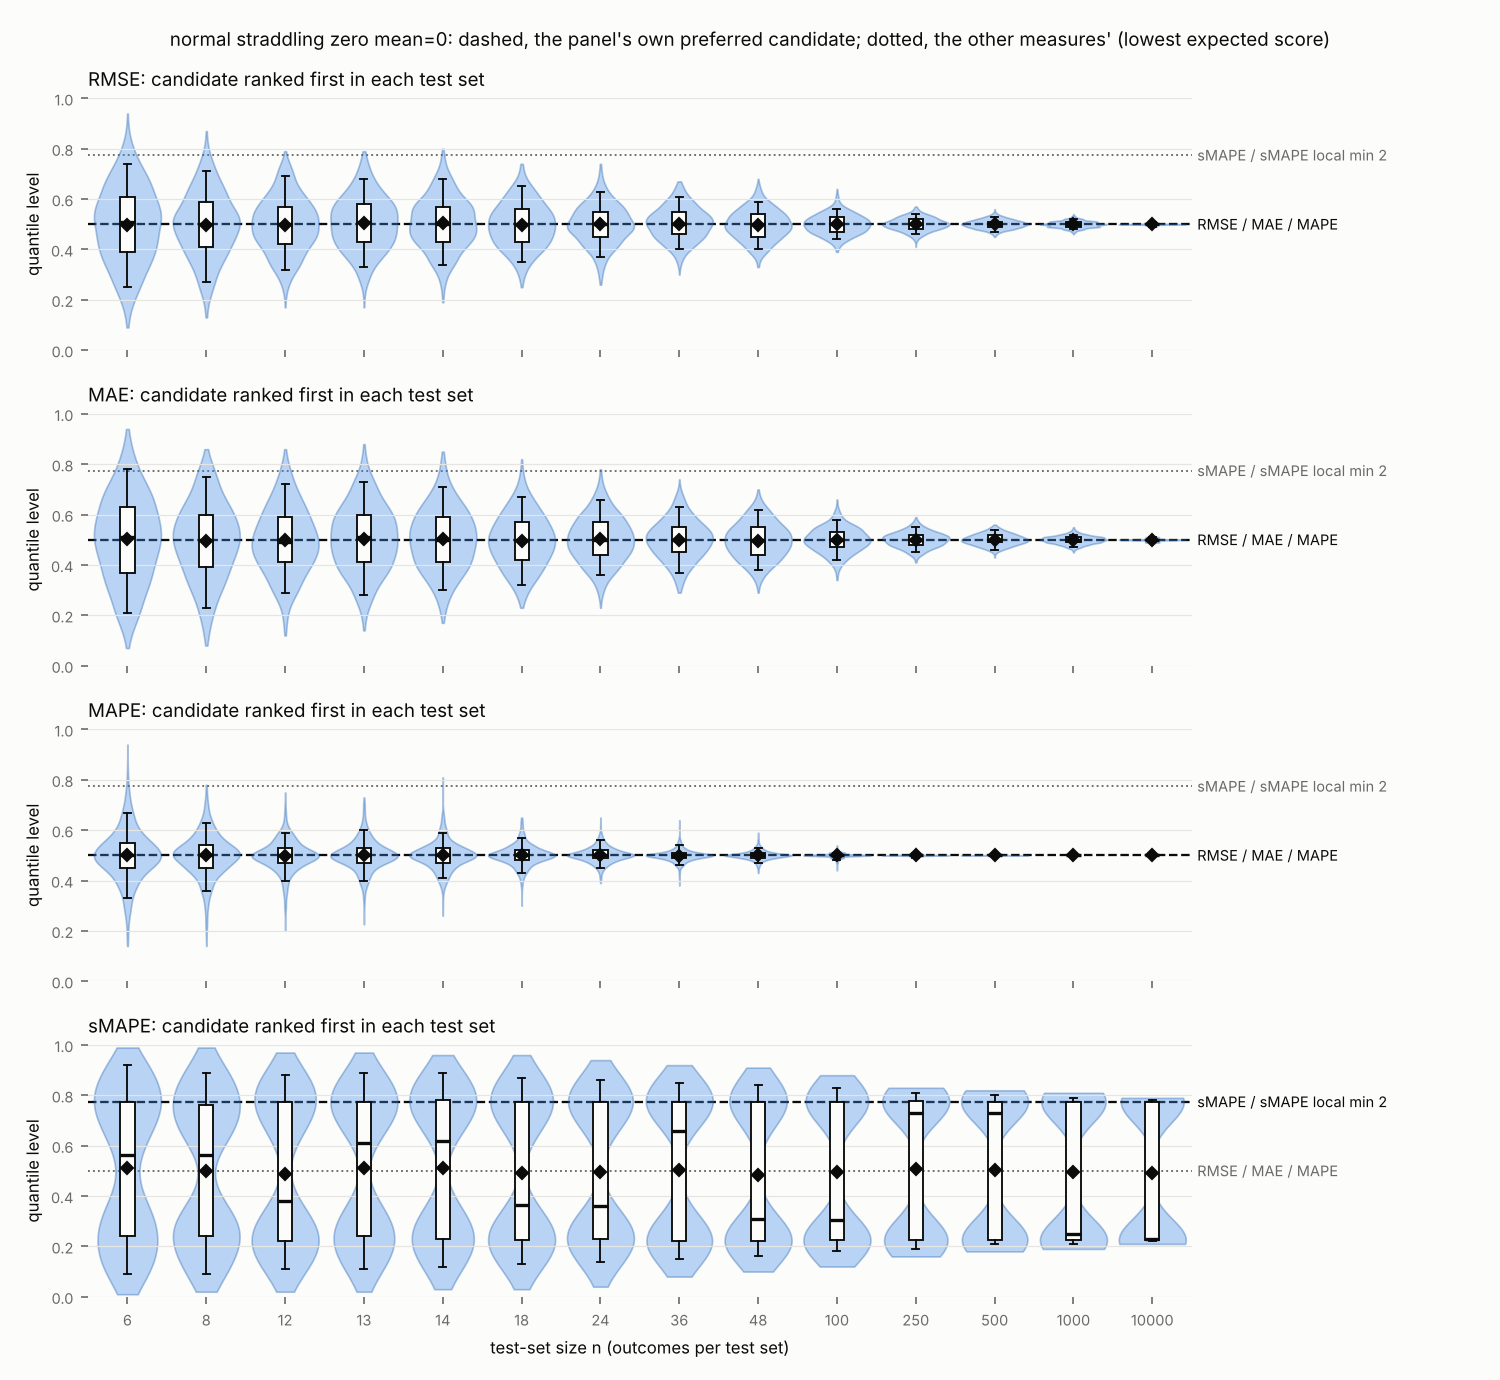 normal straddling zero mean=0: dashed, the panel's own preferred candidate; dotted, the other measures' (lowest expected score)
RMSE: candidate ranked first in each test set
quantile level
1.0
0.8
0.6
0.4
0.2
0.0
sMAPE / sMAPE local min 2
RMSE / MAE / MAPE
MAE: candidate ranked first in each test set
quantile level
1.0
0.8
0.6
0.4
0.2
0.0
sMAPE / sMAPE local min 2
RMSE / MAE / MAPE
MAPE: candidate ranked first in each test set
quantile level
1.0
0.8
0.6
0.4
0.2
0.0
sMAPE / sMAPE local min 2
RMSE / MAE / MAPE
sMAPE: candidate ranked first in each test set
quantile level
1.0
0.8
0.6
0.4
0.2
0.0
sMAPE / sMAPE local min 2
RMSE / MAE / MAPE
6 8 12 13 14 18 24 36 48 100 250 500 1000 10000
test-set size n (outcomes per test set)